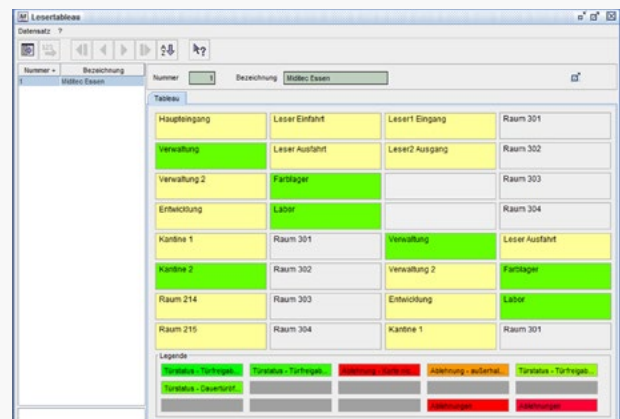 Lesertableau
Datensatz ?
Nummer Bezeichnung
1 Miditec Essen
Nummer 1 Bezeichnung Miditec Essen
Tableau
Haupteingang Leser Einfahrt Leser1 Eingang Raum 301
Verwaltung Leser Ausfahrt Leser2 Ausgang Raum 302
Verwaltung 2 Farblager Raum 303
Entwicklung Labor Raum 304
Kantine 1 Raum 301 Verwaltung Leser Ausfahrt
Kantine 2 Raum 302 Verwaltung 2 Farblager
Raum 214 Raum 303 Entwicklung Labor
Raum 215 Raum 304 Kantine 1 Raum 301
Legende
Türstatus - Türfreigab... Türstatus - Türfreigab... Ablehnung - Ablehnung - außerhal... Türstatus - Türfreigab...
Türstatus -
Ablehnungen Ablehnungen